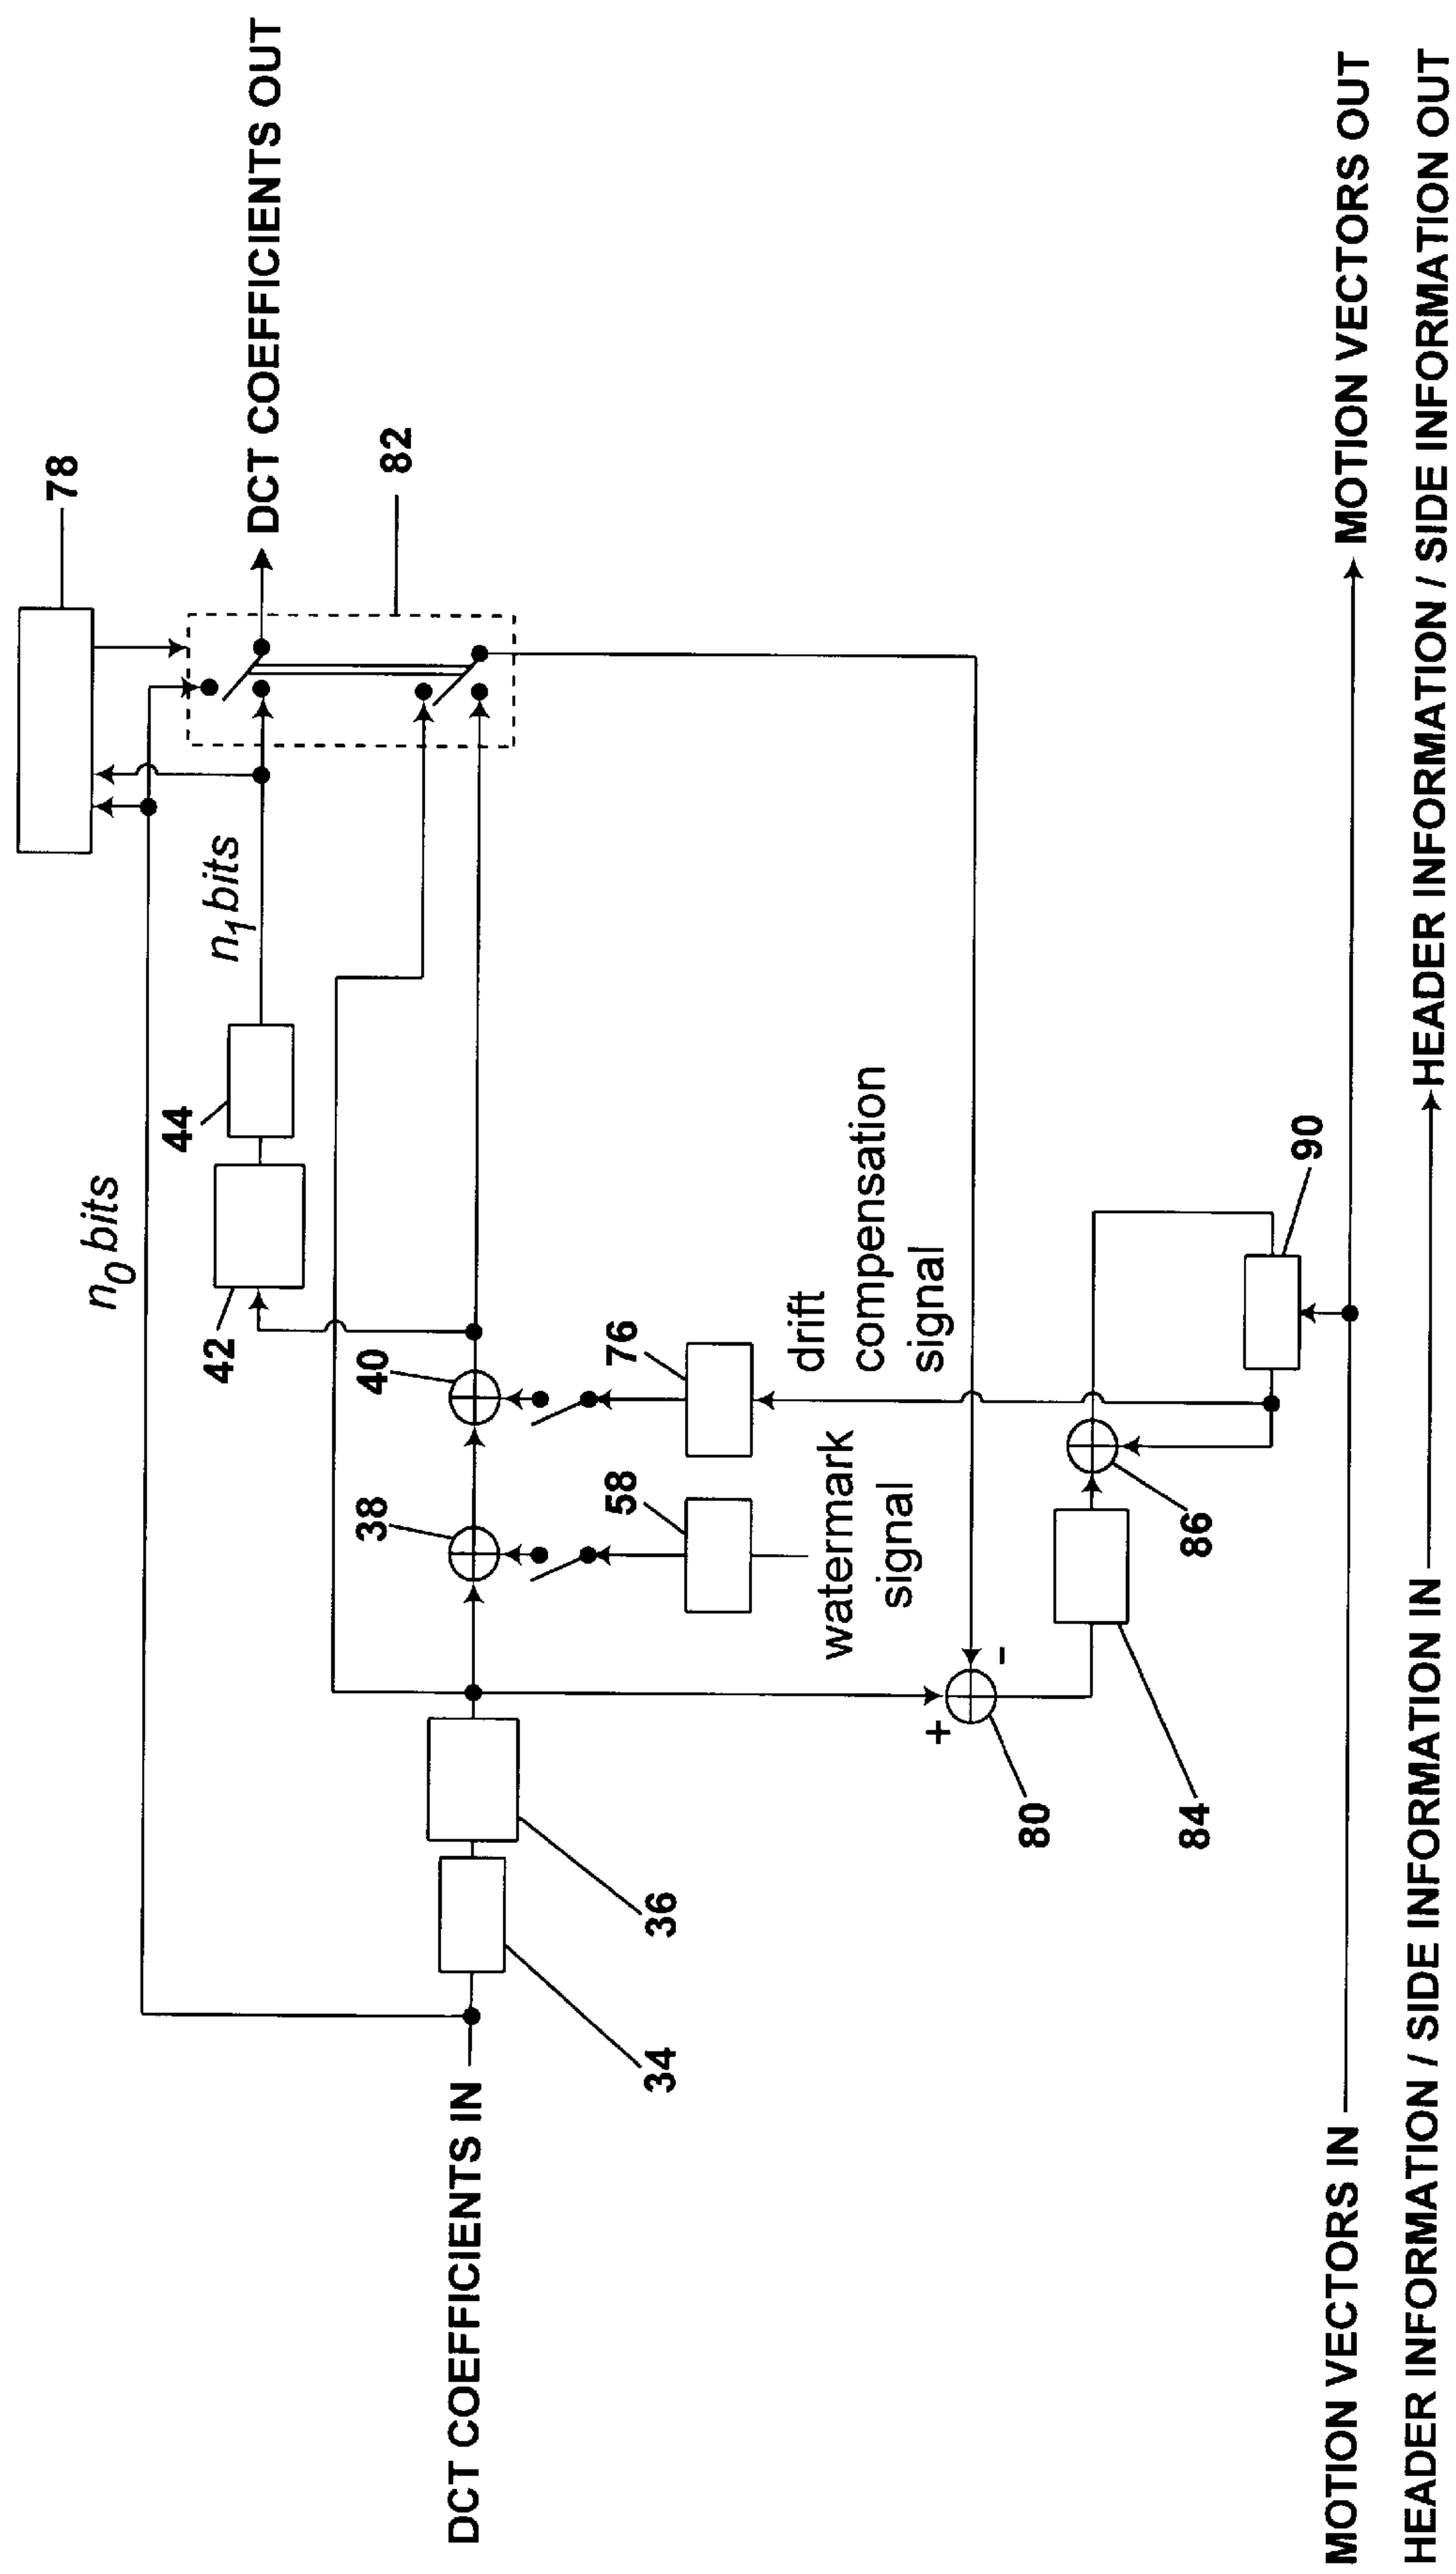 78
n0 bits
n1 bits
44
42
DCT COEFFICIENTS OUT
82
38
40
DCT COEFFICIENTS IN
34
36
58
76
watermark
signal
drift
compensation
signal
+
-
80
84
86
90
MOTION VECTORS IN
MOTION VECTORS OUT
HEADER INFORMATION / SIDE INFORMATION IN
HEADER INFORMATION / SIDE INFORMATION OUT